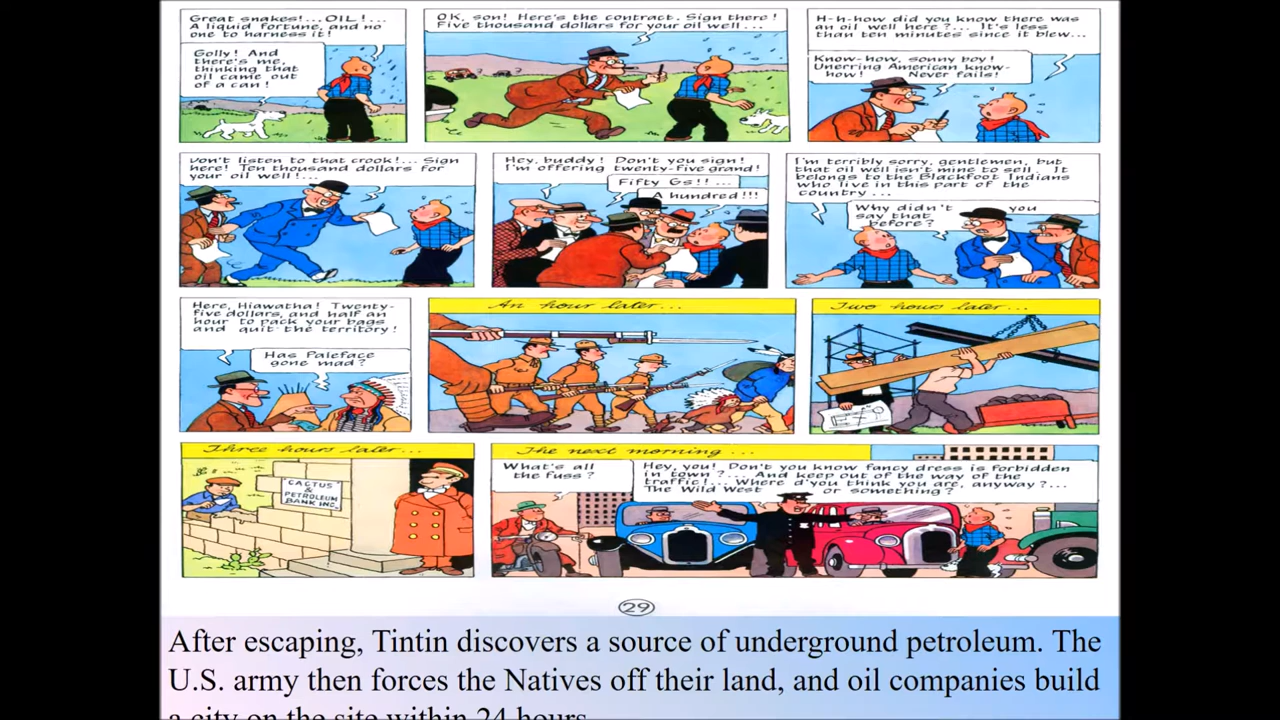 Great snakes!... OIL!...
A liquid fortune, and no
one to harness it!
Golly! And
there's me,
thinking that
oil came out
of a can!
OK, son! Here's the contract. Sign there!
Five thousand dollars for your oil well...
H-h-how did you know there was
an oil well here?... It's less
than ten minutes since it blew...
Know-how, sonny boy!
Unerring American know-
how! Never fails!
Don't listen to that crook!... Sign
here! Ten thousand dollars for
your oil well!...
Hey, buddy! Don't you sign!
I'm offering twenty-five grand!
Fifty Gs!!...
A hundred!!!
I'm terribly sorry, gentlemen, but
that oil well isn't mine to sell. It
belongs to the Blackfoot Indians
who live in this part of the
country...
Why didn't you
say that
before?
Here, Hiawatha! Twenty-
five dollars, and half an
hour to pack your bags
and quit the territory!
Has Paleface
gone mad?
An hour later...
Two hours later...
Three hours later...
CACTUS
&
PETROLEUM
BANK INC.
The next morning...
What's all
the fuss?
Hey, you! Don't you know fancy dress is forbidden
in town?... And keep out of the way of the
traffic!... Where d'you think you are, anyway?...
The Wild West or something?
29
After escaping, Tintin discovers a source of underground petroleum. The
U.S. army then forces the Natives off their land, and oil companies build
a city on the site within 24 hours